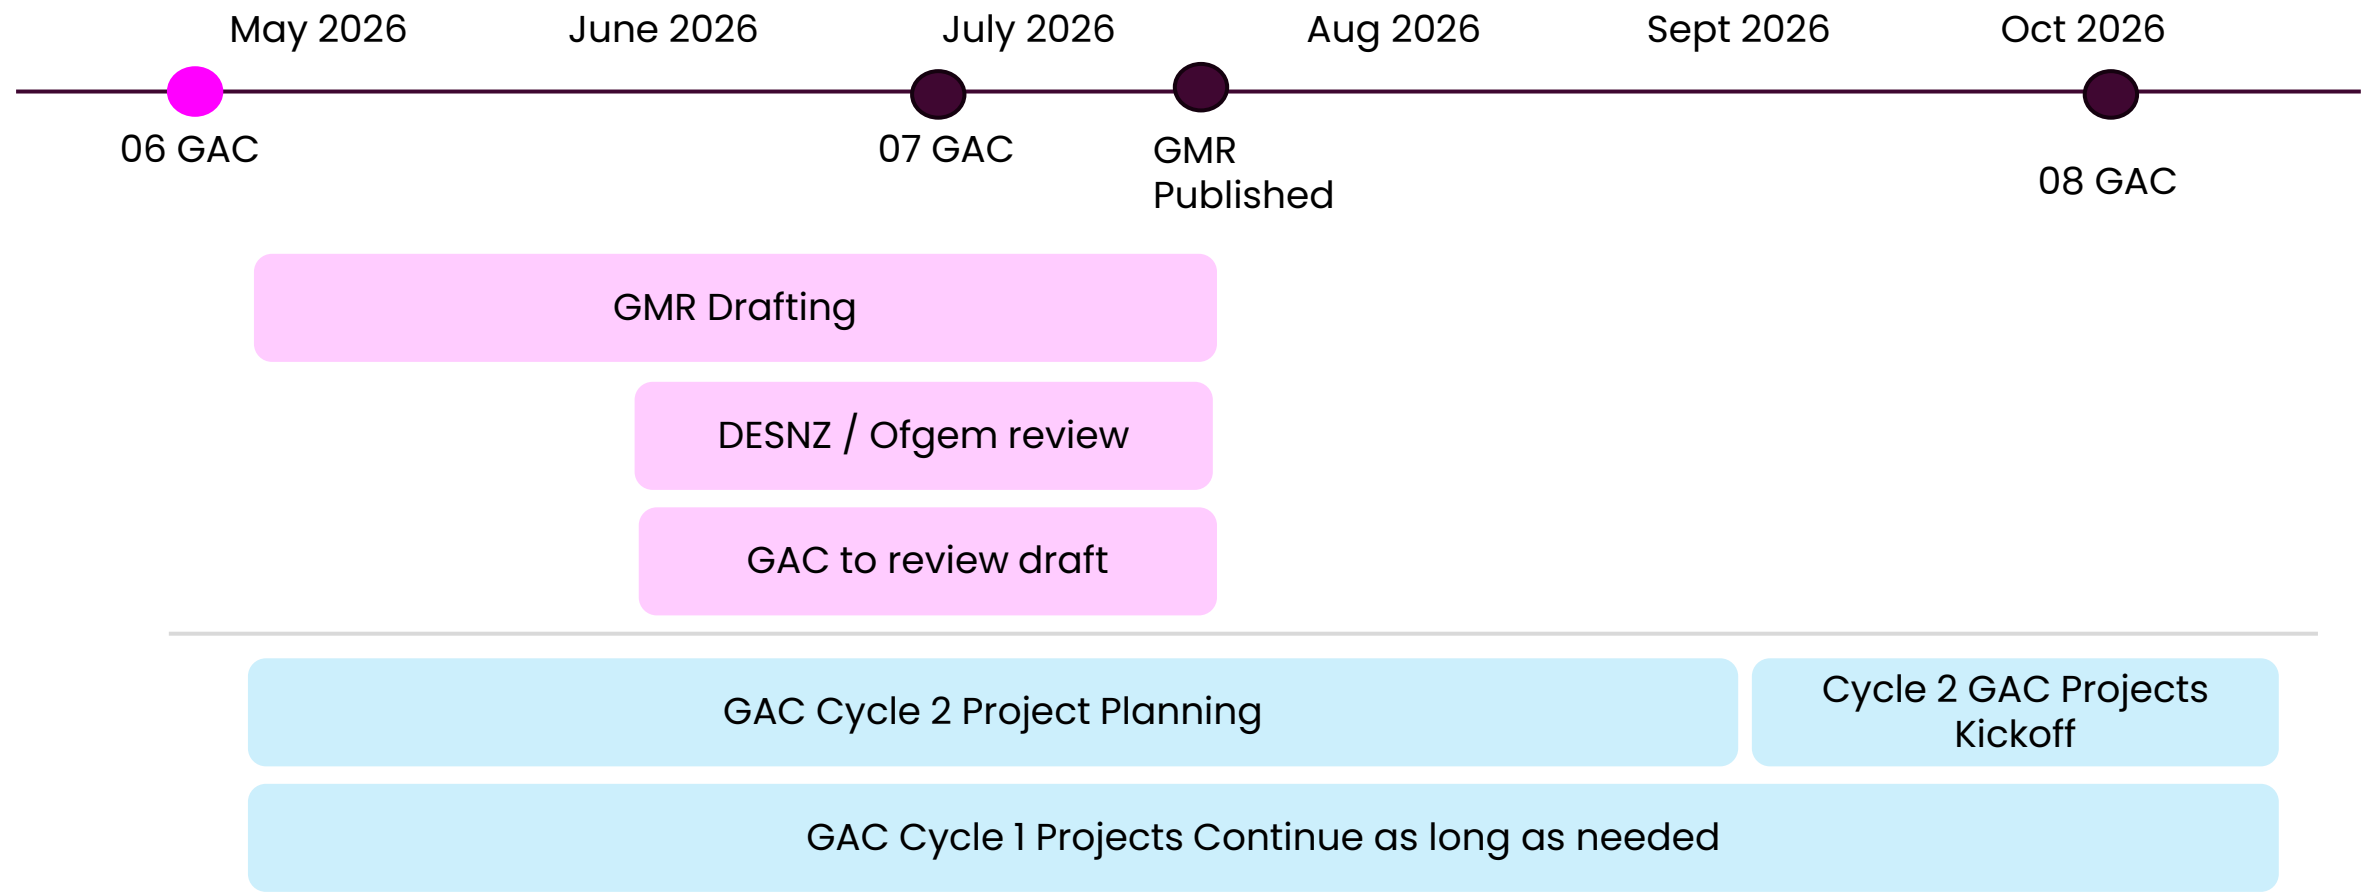 May 2026
June 2026
July 2026
Aug 2026
Sept 2026
Oct 2026
06 GAC
07 GAC
GMR
Published
08 GAC
GMR Drafting
DESNZ / Ofgem review
GAC to review draft
GAC Cycle 2 Project Planning
Cycle 2 GAC Projects
Kickoff
GAC Cycle 1 Projects Continue as long as needed